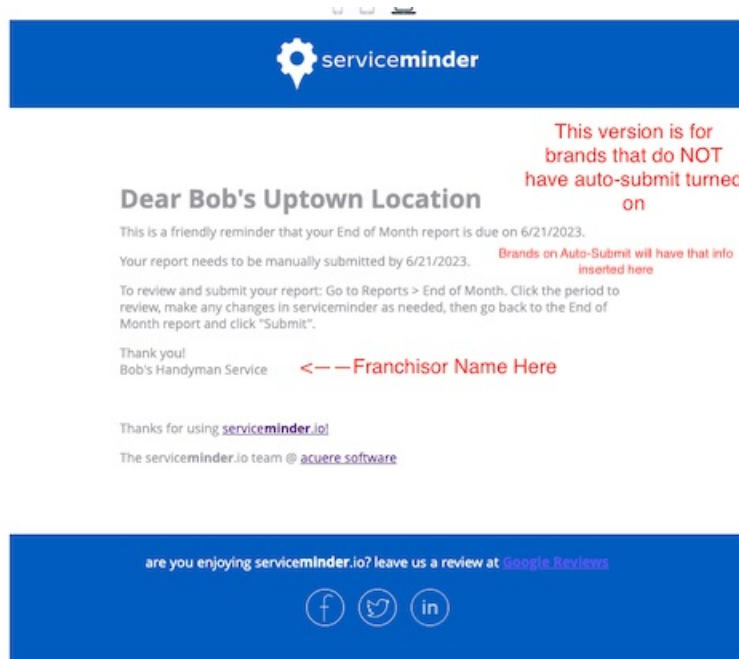 serviceminder
This version is for
brands that do NOT
have auto-submit turned
on
Dear Bob's Uptown Location
This is a friendly reminder that your End of Month report is due on 6/21/2023.
Your report needs to be manually submitted by 6/21/2023.
Brands on Auto-Submit will have that info
inserted here
To review and submit your report: Go to Reports > End of Month. Click the period to
review, make any changes in serviceminder as needed, then go back to the End of
Month report and click "Submit".
Thank you!
Bob's Handyman Service
<——Franchisor Name Here
Thanks for using serviceminder.io!
The serviceminder.io team @ acuere software
are you enjoying serviceminder.io? leave us a review at Google Reviews
f
in